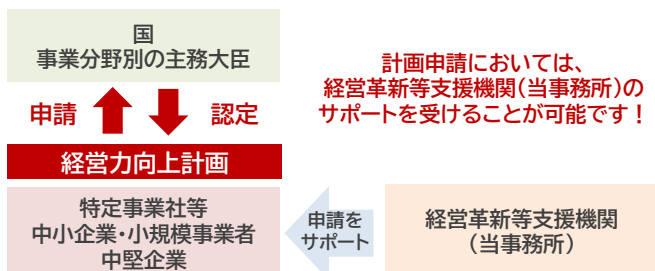 国
事業分野別の主務大臣
計画申請においては、
経営革新等支援機関(当事務所)の
サポートを受けることが可能です！
申請
認定
経営力向上計画
特定事業社等
中小企業・小規模事業者
中堅企業
申請を
サポート
経営革新等支援機関
(当事務所)